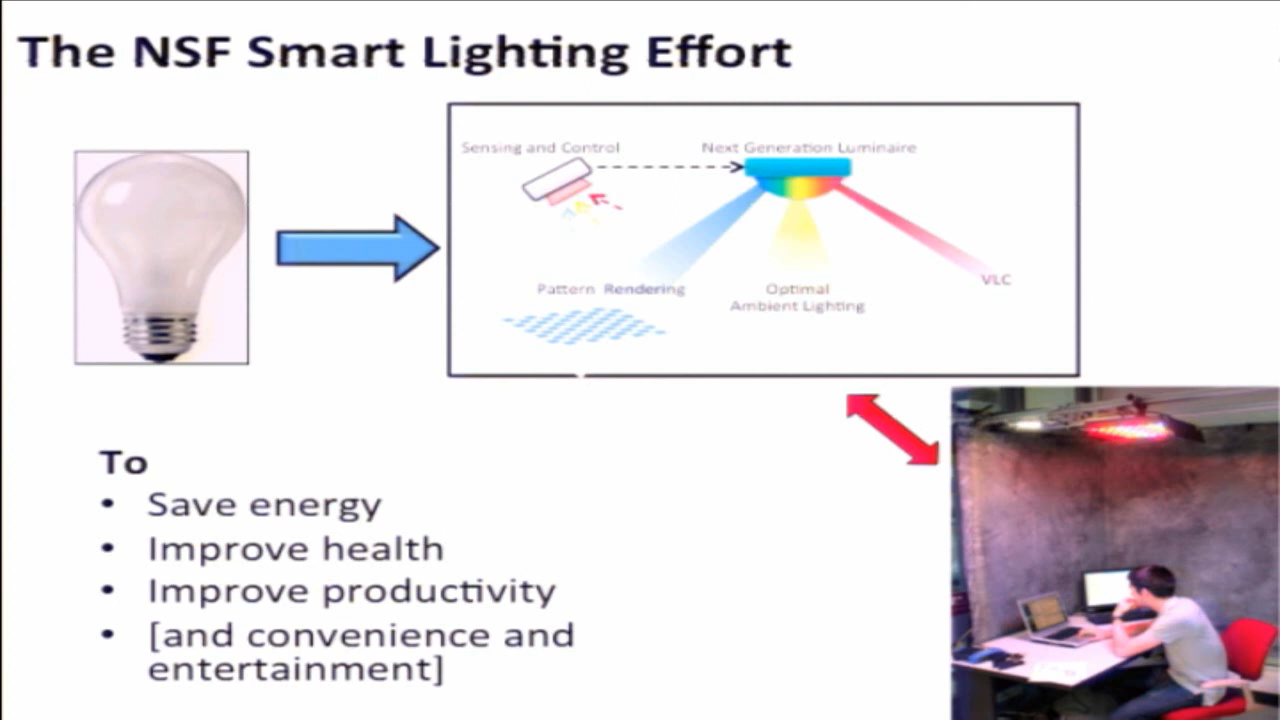 The NSF Smart Lighting Effort
Sensing and Control
Next Generation Luminaire
Pattern Rendering
Optimal
Ambient Lighting
VLC
To
• Save energy
• Improve health
• Improve productivity
• [and convenience and
entertainment]